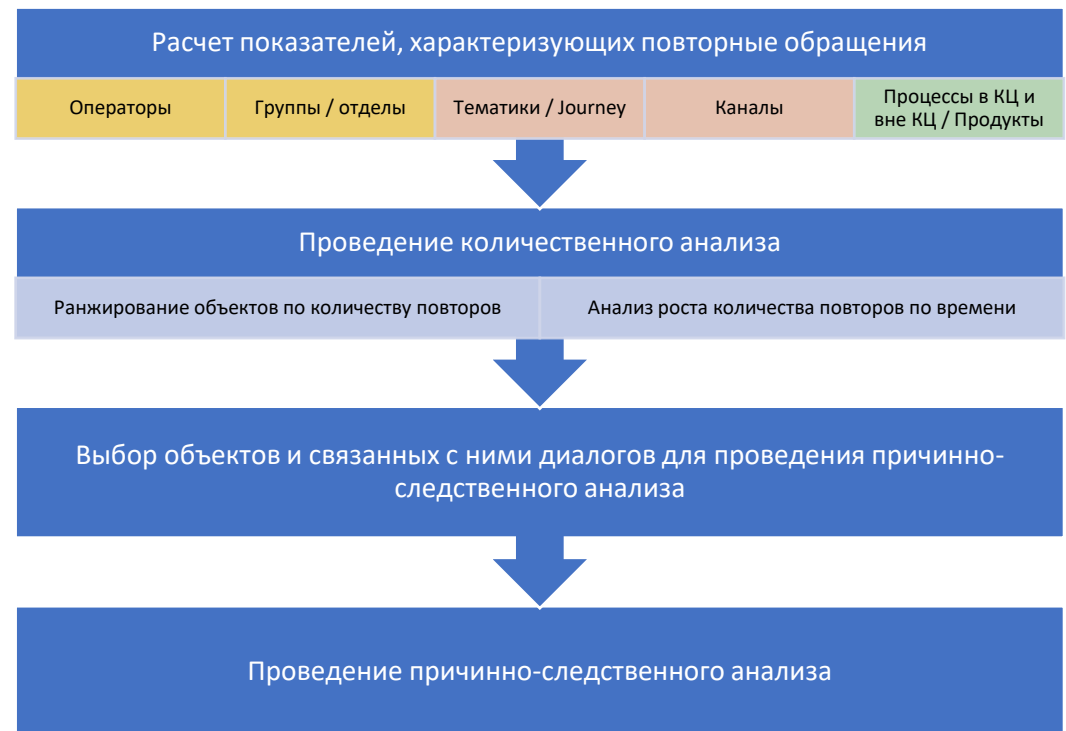 Расчет показателей, характеризующих повторные обращения
Операторы
Группы / отделы
Тематики / Journey
Каналы
Процессы в КЦ и
вне КЦ / Продукты
Проведение количественного анализа
Ранжирование объектов по количеству повторов
Анализ роста количества повторов по времени
Выбор объектов и связанных с ними диалогов для проведения причинно-
следственного анализа
Проведение причинно-следственного анализа